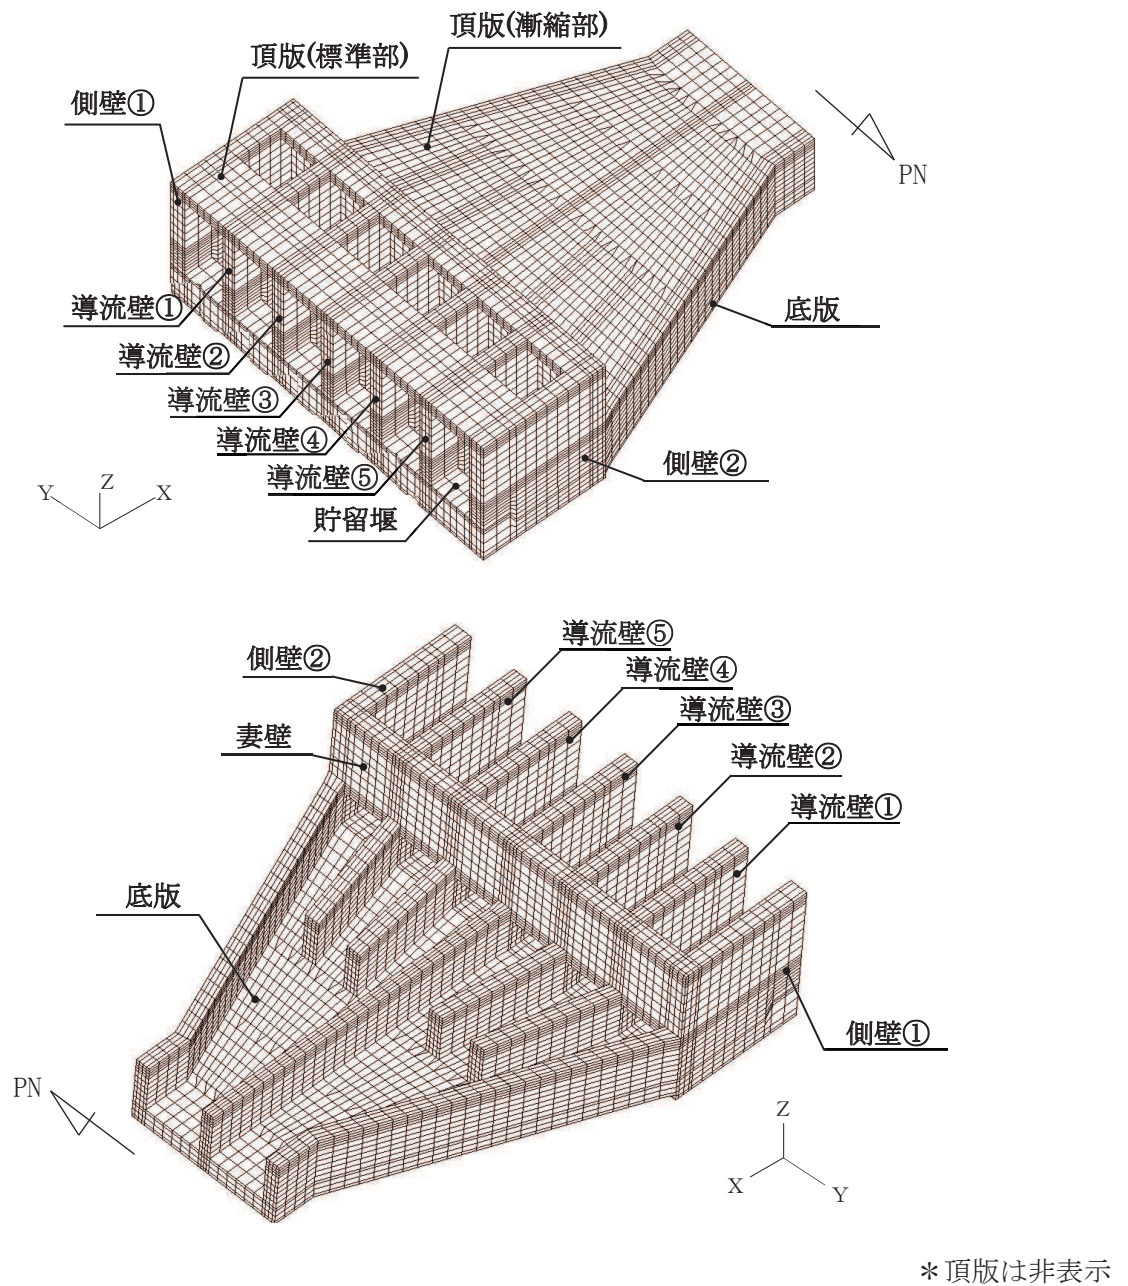 頂版(漸縮部)
頂版(標準部)
側壁①
PN
導流壁①
底版
導流壁②
導流壁③
導流壁④
側壁②
導流壁⑤
貯留堰
Y
Z
X
導流壁⑤
側壁②
導流壁④
導流壁③
妻壁
導流壁②
導流壁①
底版
側壁①
PN
Z
X
Y
＊頂版は非表示